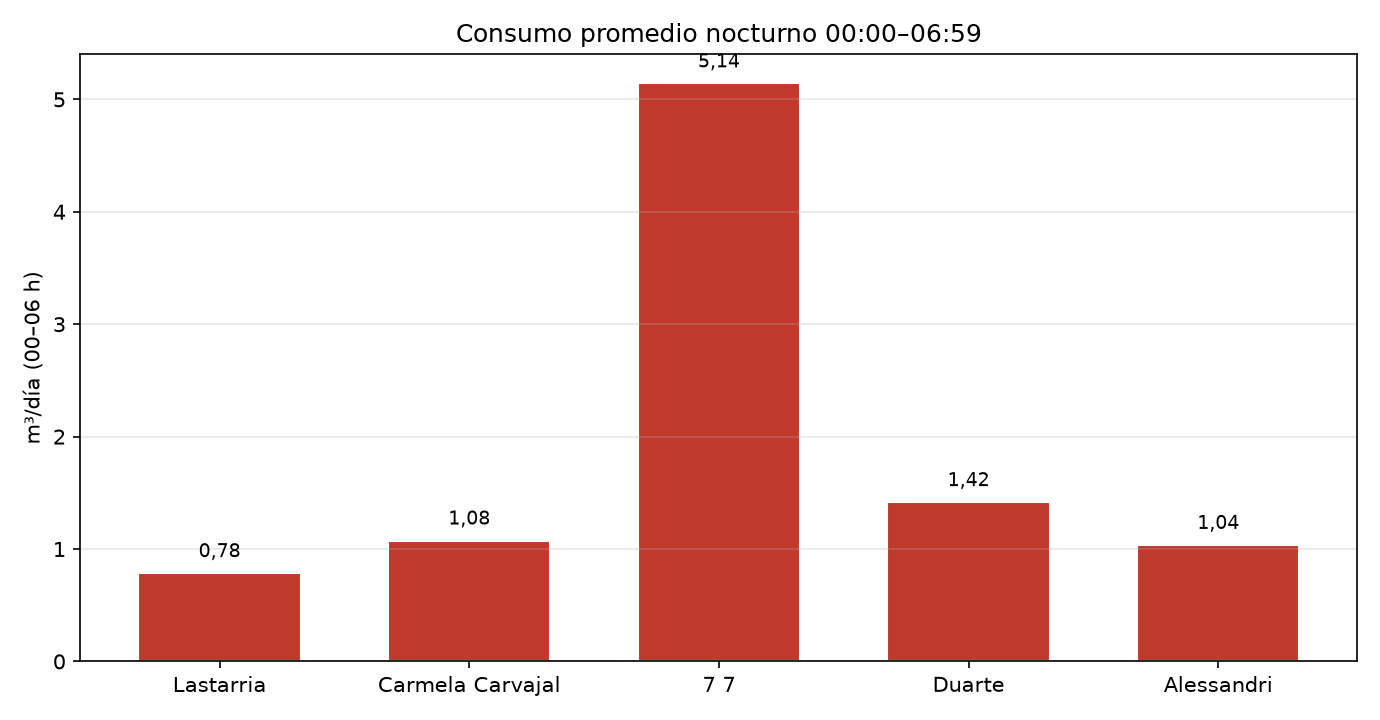 Consumo promedio nocturno 00:00–06:59
m³/día (00–06 h)
5
4
3
2
1
0
0,78
1,08
5,14
1,42
1,04
Lastarria
Carmela Carvajal
7 7
Duarte
Alessandri